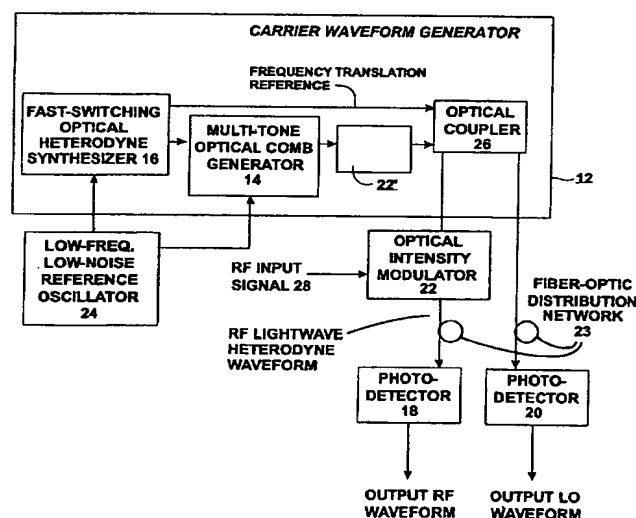 CARRIER WAVEFORM GENERATOR
FREQUENCY TRANSLATION
REFERENCE
FAST-SWITCHING
OPTICAL
HETERODYNE
SYNTHESIZER 16
MULTI-TONE
OPTICAL COMB
GENERATOR
14
22'
OPTICAL
COUPLER
26
12
LOW-FREQ.
LOW-NOISE
REFERENCE
OSCILLATOR
24
RF INPUT
SIGNAL 28
OPTICAL
INTENSITY
MODULATOR
22
FIBER-OPTIC
DISTRIBUTION
NETWORK
23
RF LIGHTWAVE
HETERODYNE
WAVEFORM
PHOTO-
DETECTOR
18
PHOTO-
DETECTOR
20
OUTPUT RF
WAVEFORM
OUTPUT LO
WAVEFORM